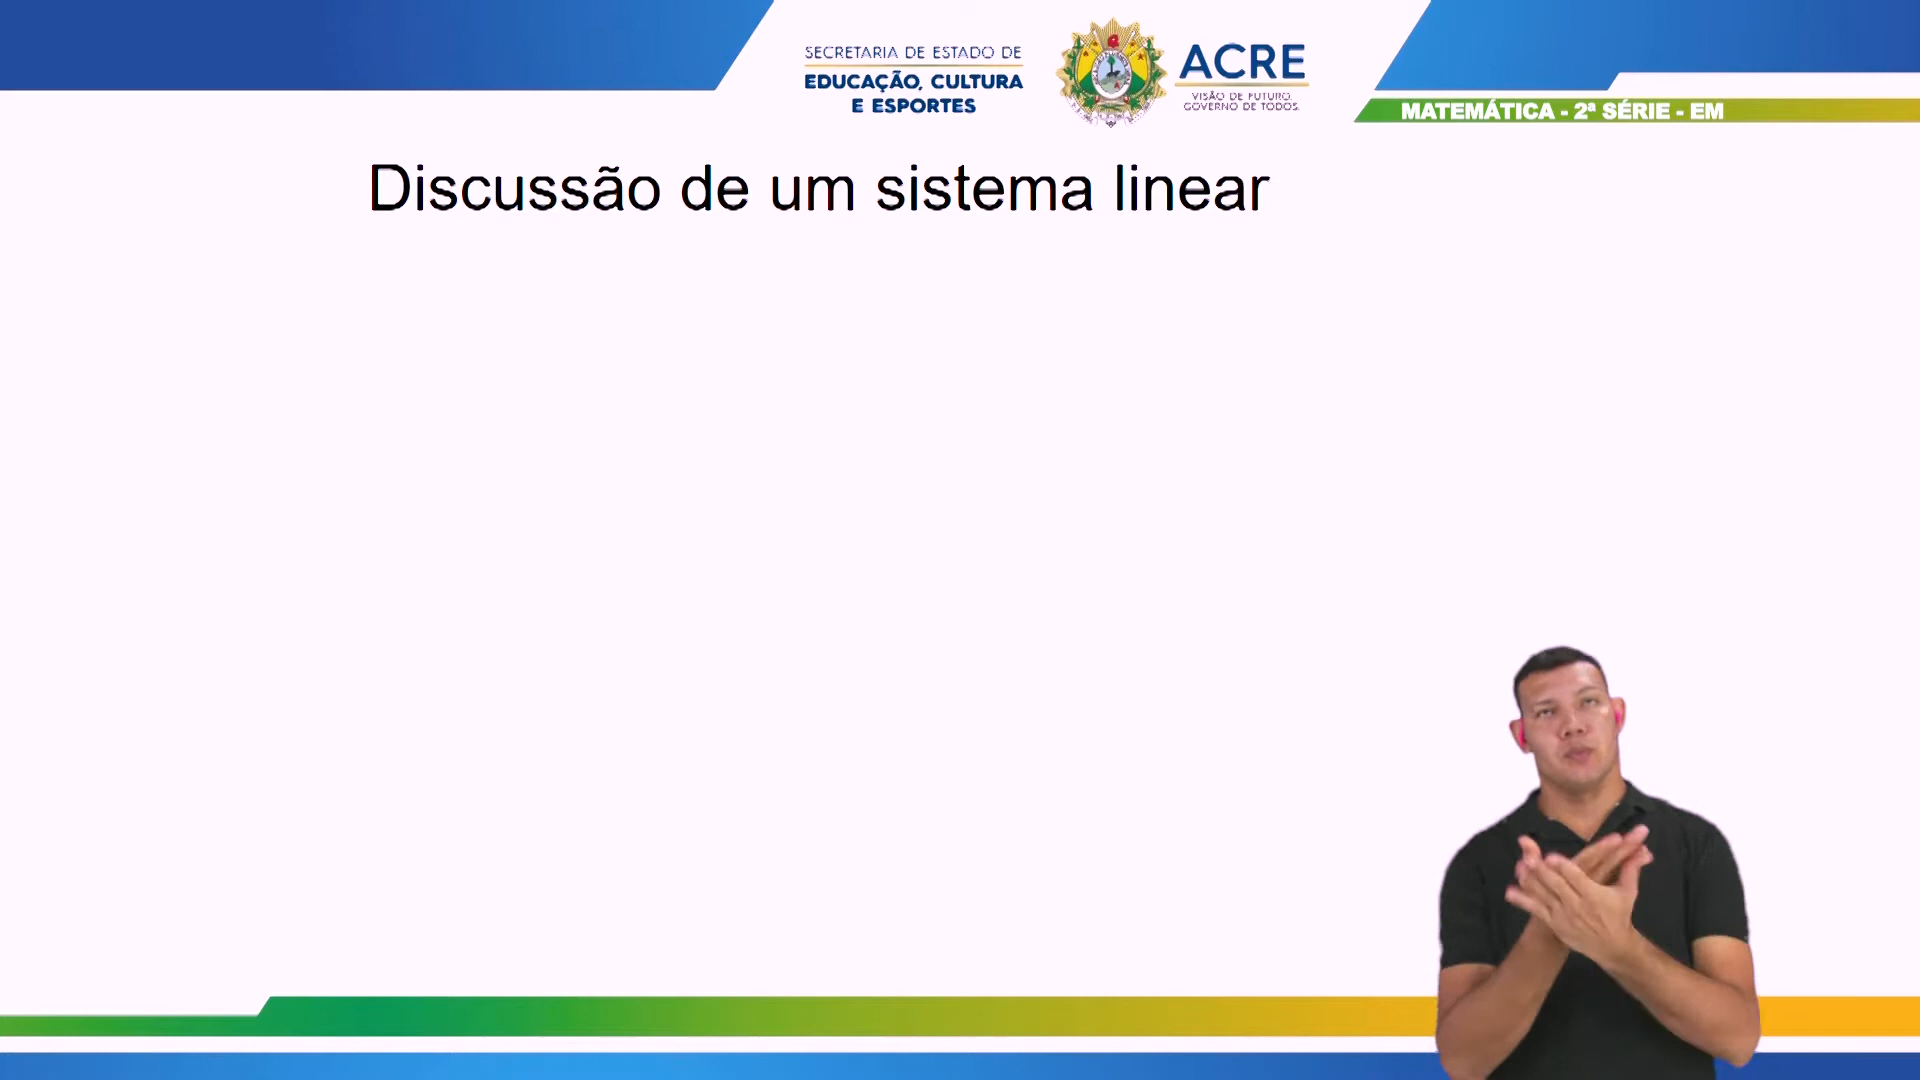 SECRETARIA DE ESTADO DE
EDUCAÇÃO, CULTURA
E ESPORTES
ACRE
VISÃO DE FUTURO.
GOVERNO DE TODOS.
MATEMÁTICA - 2ª SÉRIE - EM
Discussão de um sistema linear